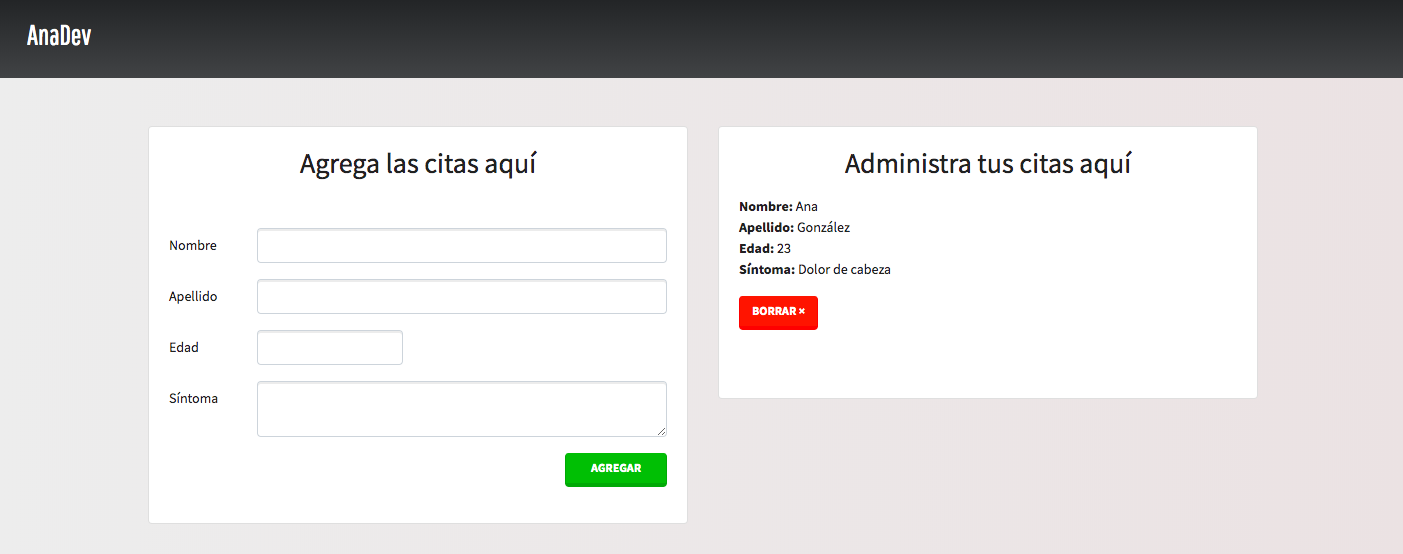 AnaDev
Agrega las citas aquí
Nombre
Apellido
Edad
Síntoma
AGREGAR
Administra tus citas aquí
Nombre: Ana
Apellido: González
Edad: 23
Síntoma: Dolor de cabeza
BORRAR ×